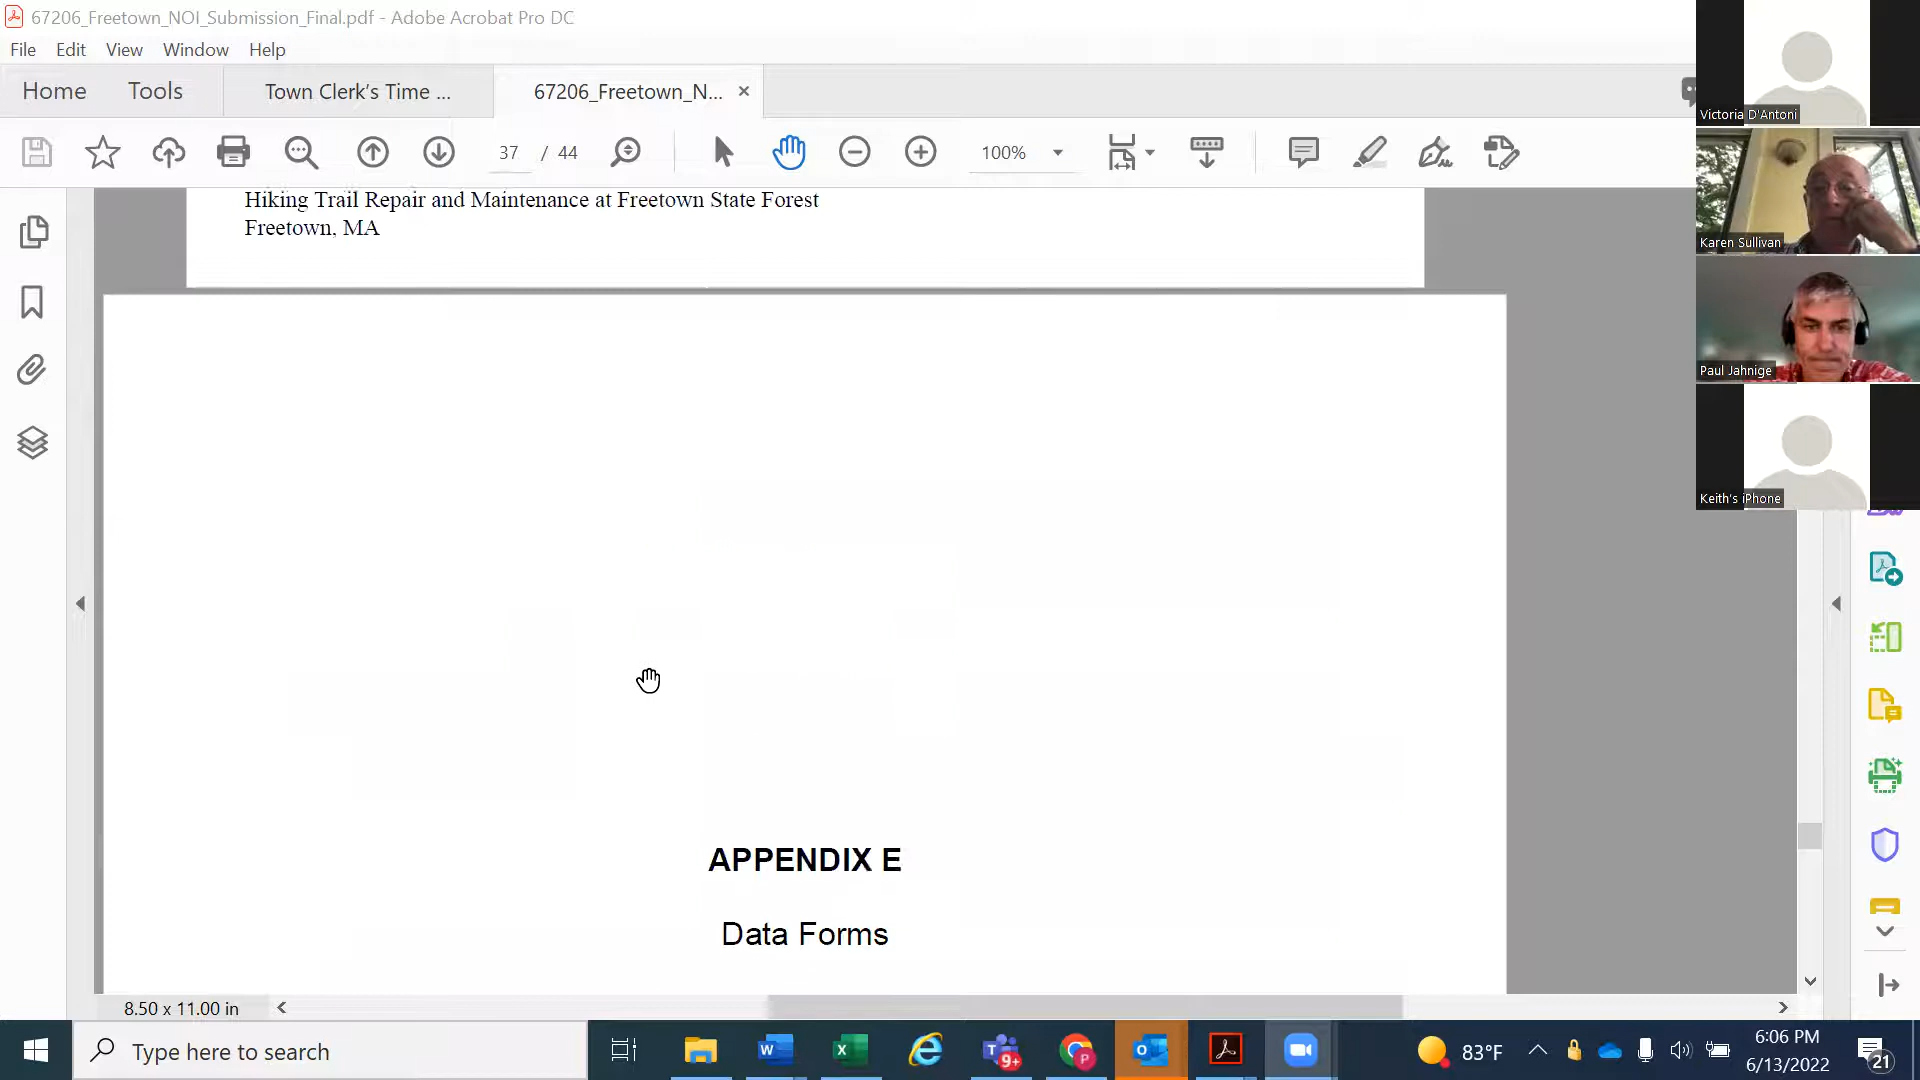 67206_Freetown_NOI_Submission_Final.pdf - Adobe Acrobat Pro DC
File Edit View Window Help
Home Tools Town Clerk's Time ... 67206_Freetown_N...
37 / 44 100%
Hiking Trail Repair and Maintenance at Freetown State Forest
Freetown, MA
APPENDIX E
Data Forms
8.50 x 11.00 in
Victoria D'Antoni
Karen Sullivan
Paul Jahnige
Keith's iPhone
Type here to search
9+
P
83°F
6:06 PM
6/13/2022
21